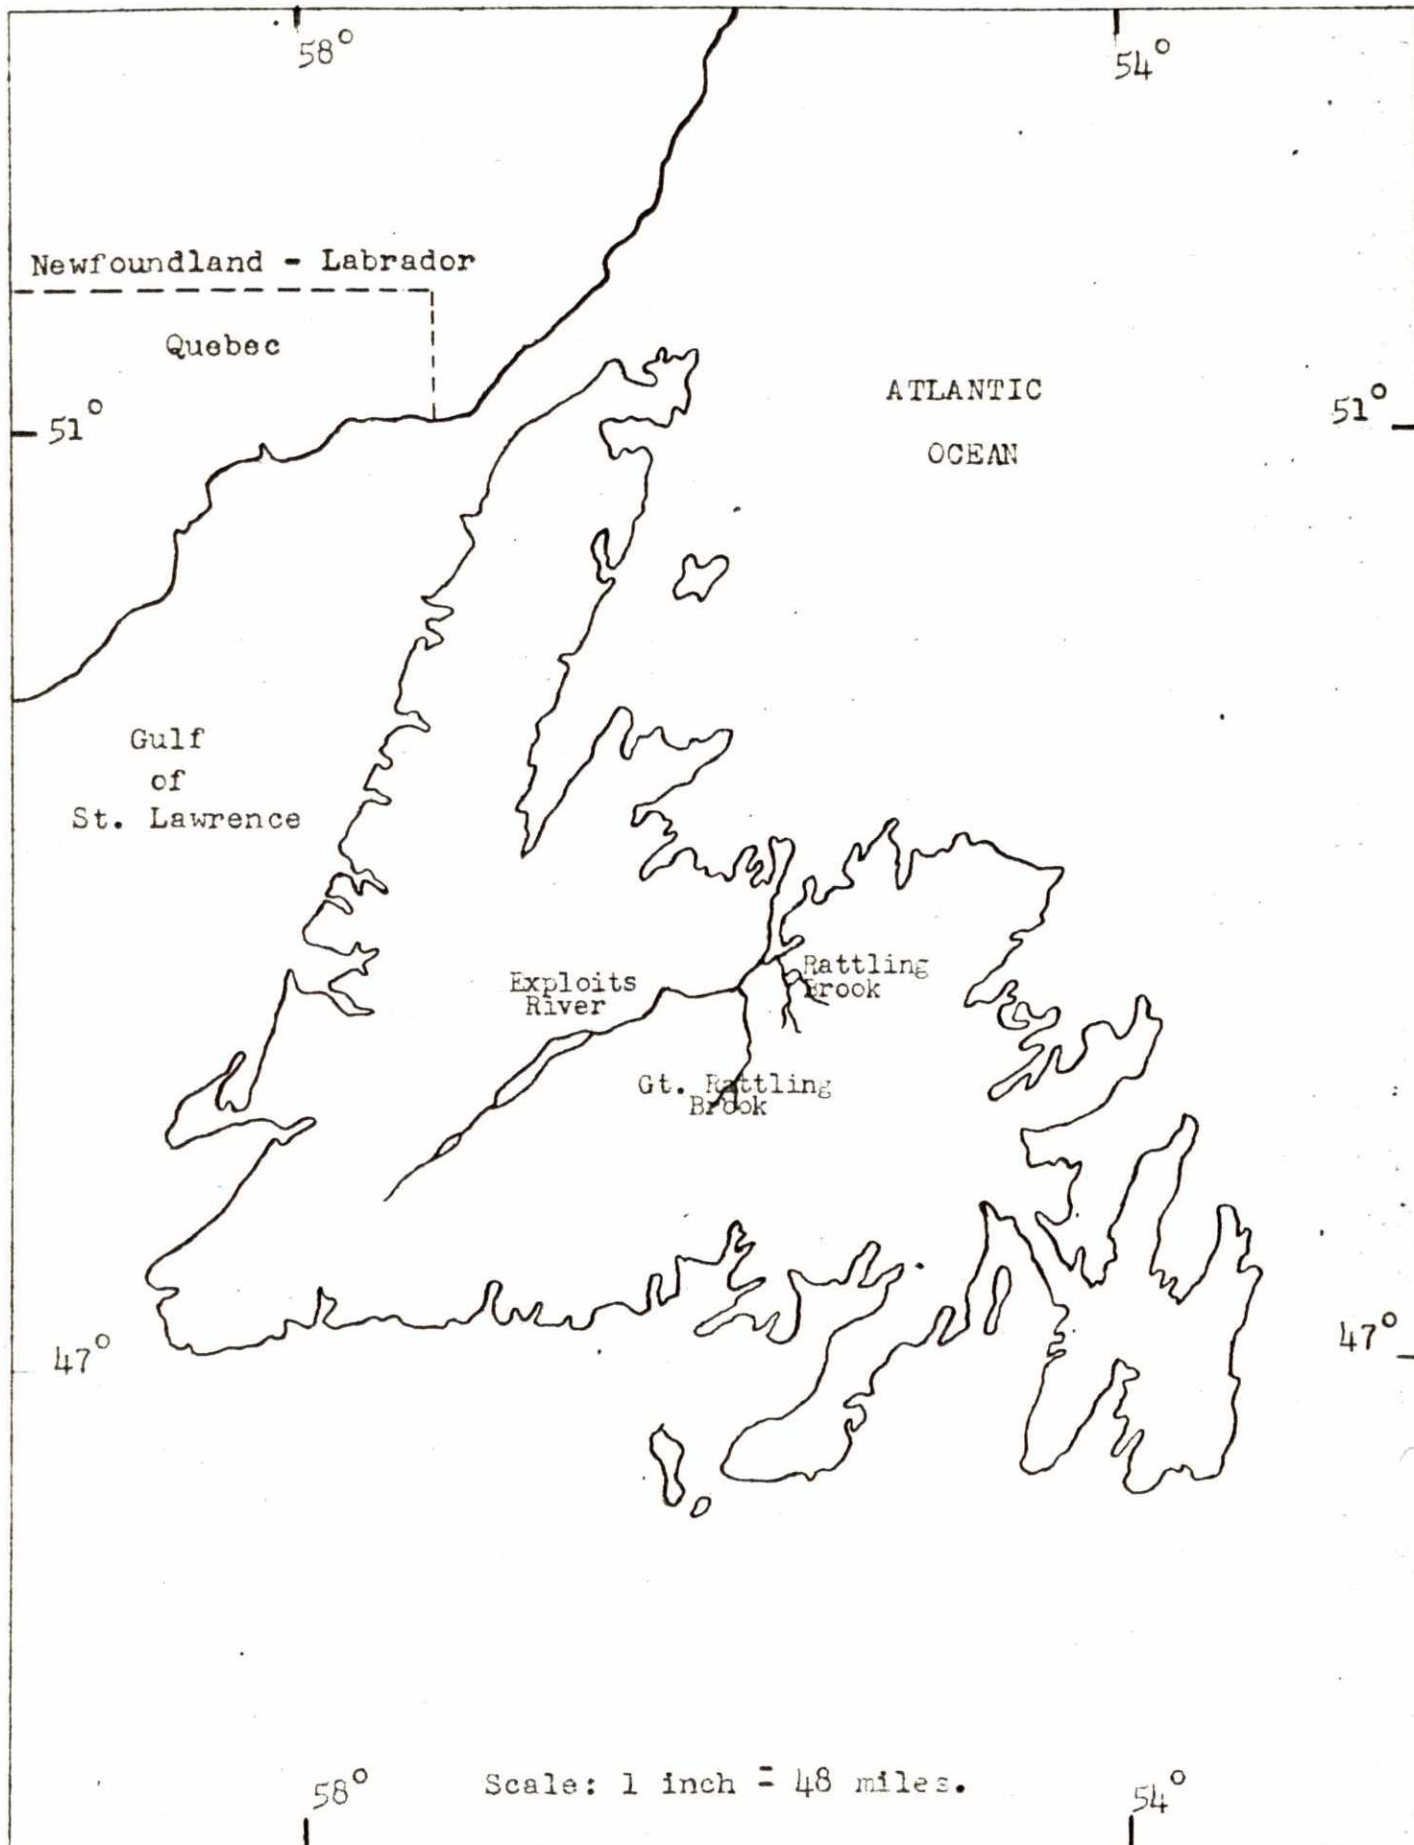 58°
54°
Newfoundland - Labrador
Quebec
ATLANTIC
51°
51°
OCEAN
Gulf
of
St. Lawrence
Rattling
Brook
Exploits
River
Gt. Rattling
Brook
47°
47°
58°
Scale: 1 inch = 48 miles.
54°